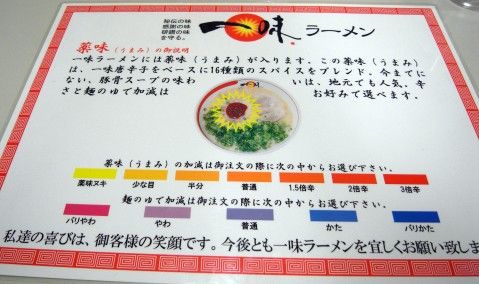 秘伝の味
感謝の味
研鑽の味
を守る。
一味ラーメン
薬味(うまみ)の御説明
一味ラーメンには薬味(うまみ)が入ります。この薬味(うまみ)
は、一味唐辛子をベースに16種類のスパイスをブレンド。今までに
ない、豚骨スープの味わ いは、地元でも人気、辛
さと麺のゆで加減は お好みで選べます。
薬味(うまみ)の加減は御注文の際に次の中からお選び下さい。
薬味ヌキ 少な目 半分 普通 1.5倍辛 2倍辛 3倍辛
麺のゆで加減は御注文の際に次の中からお選び下さい。
バリやわ やわ 普通 かた バリかた
私達の喜びは、御客様の笑顔です。今後とも一味ラーメンを宜しくお願い致しま